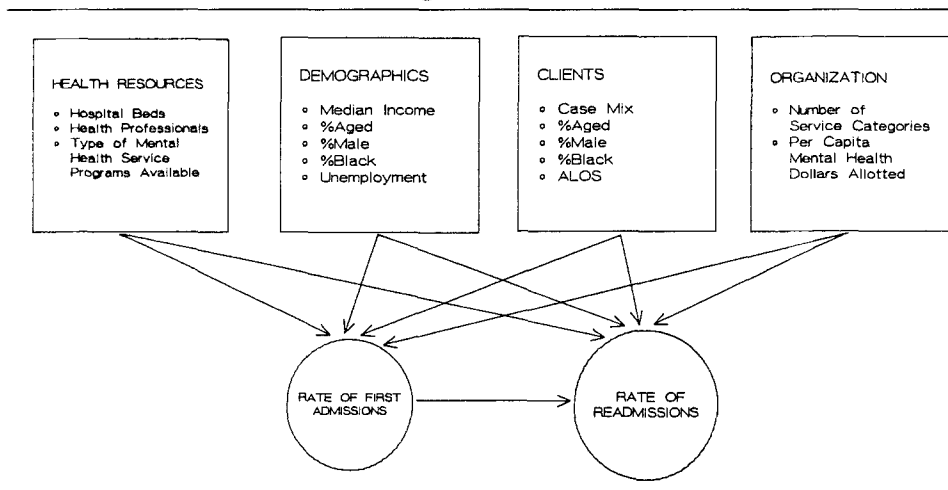 HEALTH RESOURCES
∘ Hospital Beds
∘ Health Professionals
∘ Type of Mental
Health Service
Programs Available
DEMOGRAPHICS
∘ Median Income
∘ %Aged
∘ %Male
∘ %Black
∘ Unemployment
CLIENTS
∘ Case Mix
∘ %Aged
∘ %Male
∘ %Black
∘ ALOS
ORGANIZATION
∘ Number of
Service Categories
∘ Per Capita
Mental Health
Dollars Allotted
RATE OF FIRST
ADMISSIONS
RATE OF
READMISSIONS